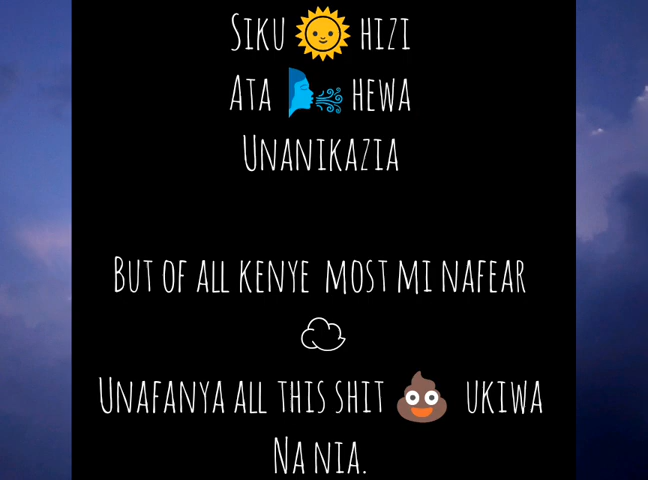 Siku 🌞 hizi
Ata 🌬️ hewa
Unanikazia
But of all kenye most mi nafear
☁️
Unafanya all this shit 💩 ukiwa
Na nia.